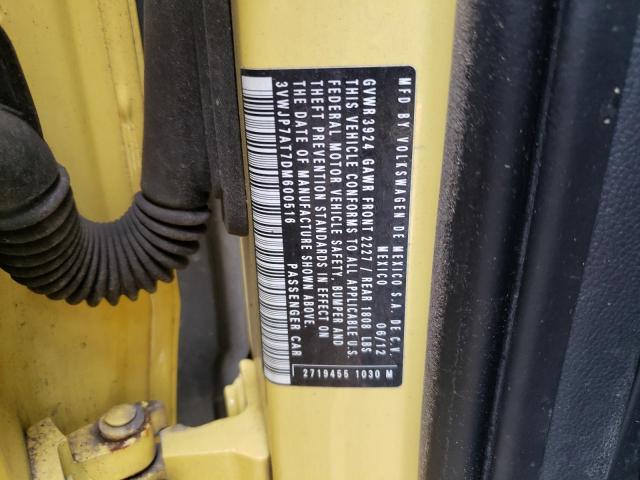 MFD BY VOLKSWAGEN DE MEXICO S.A. DE C.V.
MEXICO 06/12
GVWR 3924 GAWR FRONT 2227 / REAR 1808 LBS
THIS VEHICLE CONFORMS TO ALL APPLICABLE U.S.
FEDERAL MOTOR VEHICLE SAFETY, BUMPER AND
THEFT PREVENTION STANDARDS IN EFFECT ON
THE DATE OF MANUFACTURE SHOWN ABOVE.
3VWJP7AT7DM600516 PASSENGER CAR
2719455 1030 M